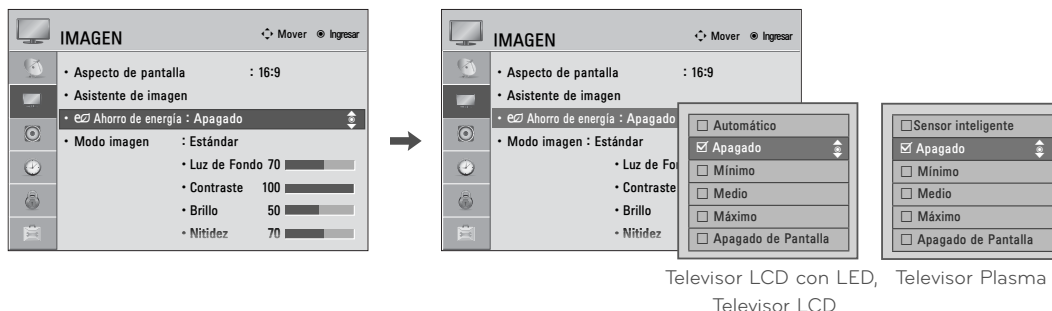 IMAGEN
Mover Ingresar
• Aspecto de pantalla : 16:9
• Asistente de imagen
• Ahorro de energía : Apagado
• Modo imagen : Estándar
• Luz de Fondo 70
• Contraste 100
• Brillo 50
• Nitidez 70
IMAGEN
Mover Ingresar
• Aspecto de pantalla : 16:9
• Asistente de imagen
• Ahorro de energía : Apagado
• Modo imagen : Estándar
• Luz de
• Contraste
• Brillo
• Nitidez
Automático
Apagado
Mínimo
Medio
Máximo
Apagado de Pantalla
Televisor LCD con LED,
Televisor LCD
Sensor inteligente
Apagado
Mínimo
Medio
Máximo
Apagado de Pantalla
Televisor Plasma